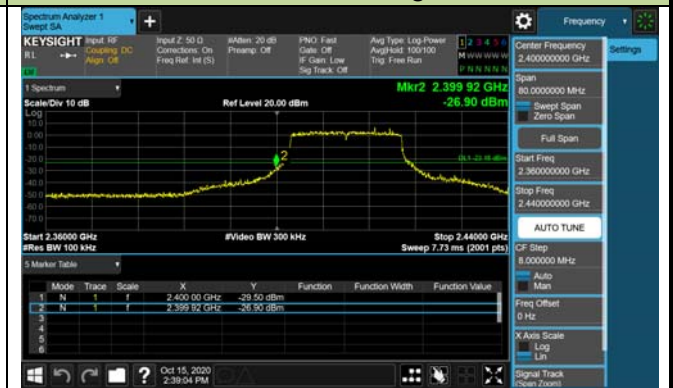 Spectrum Analyzer 1
Swept SA
Frequency
KEYSIGHT Input: RF
Input Z: 50 Ω
#Atten: 20 dB
PNO: Fast
Avg Type: Log-Power
1 2 3 4 5 6
RL
Coupling: DC
Corrections: On
Preamp: Off
Gate: Off
Avg|Hold: 100/100
M W W W W W
Align: Off
Freq Ref: Int (S)
IF Gain: Low
Trig: Free Run
Sig Track: Off
P N N N N N
Center Frequency
2.400000000 GHz
Settings
Span
80.0000000 MHz
Swept Span
Zero Span
Full Span
Start Freq
2.360000000 GHz
Stop Freq
2.440000000 GHz
AUTO TUNE
CF Step
8.000000 MHz
Auto
Man
Freq Offset
0 Hz
X Axis Scale
Log
Lin
Signal Track
(Span Zoom)
1 Spectrum
Mkr2 2.399 92 GHz
Scale/Div 10 dB
Ref Level 20.00 dBm
-26.90 dBm
Log
10.0
0.00
-10.0
-20.0
-30.0
-40.0
-50.0
-60.0
-70.0
2
DL1 -23.18 dBm
Start 2.36000 GHz
#Video BW 300 kHz
Stop 2.44000 GHz
#Res BW 100 kHz
Sweep 7.73 ms (2001 pts)
5 Marker Table
Mode Trace Scale X Y Function Function Width Function Value
1 N 1 f 2.400 00 GHz -29.50 dBm
2 N 1 f 2.399 92 GHz -26.90 dBm
3
4
5
6
?
Oct 15, 2020
2:39:04 PM